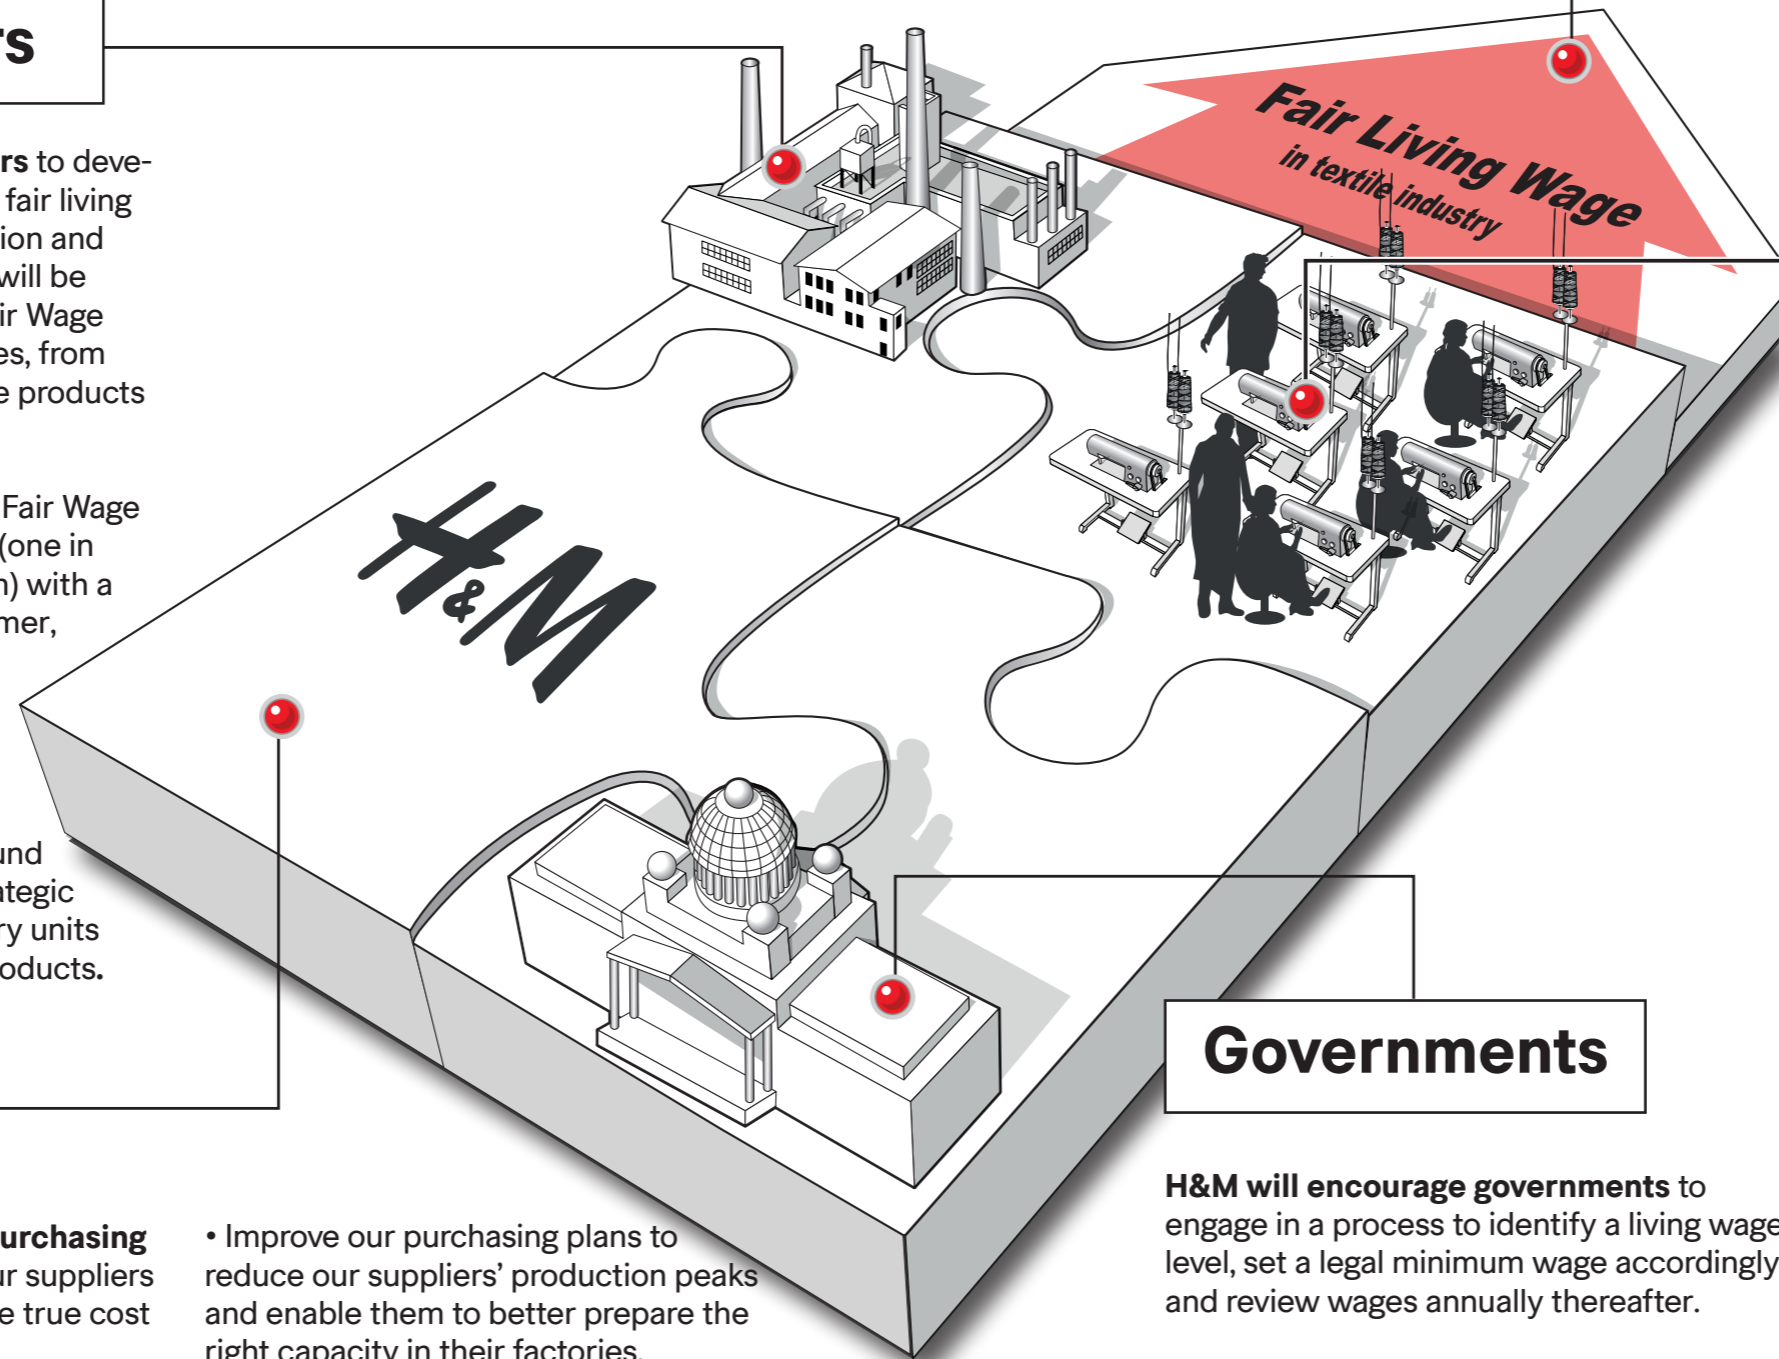 rs
rs to deve-
fair living
ion and
will be
ir Wage
es, from
e products
Fair Wage
(one in
n) with a
mer,
und
ategic
ry units
oducts.
Fair Living Wage
in textile industry
H&M
Governments
H&M will encourage governments to
engage in a process to identify a living wage
level, set a legal minimum wage accordingly
and review wages annually thereafter.
urchasing
ur suppliers
e true cost
• Improve our purchasing plans to
reduce our suppliers’ production peaks
and enable them to better prepare the
right capacity in their factories.